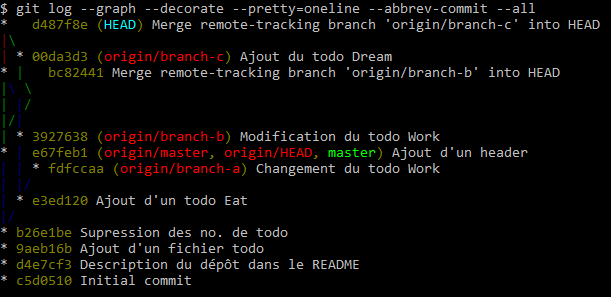 $ git log --graph --decorate --pretty=oneline --abbrev-commit --all
*   d487f8e (HEAD) Merge remote-tracking branch 'origin/branch-c' into HEAD
|\
| * 00da3d3 (origin/branch-c) Ajout du todo Dream
* |   bc82441 Merge remote-tracking branch 'origin/branch-b' into HEAD
|\ \
| |/
|/|
| * 3927638 (origin/branch-b) Modification du todo Work
* | e67feb1 (origin/master, origin/HEAD, master) Ajout d'un header
| | * fdfccaa (origin/branch-a) Changement du todo Work
| |/
| * e3ed120 Ajout d'un todo Eat
|/
* b26e1be Supression des no. de todo
* 9aeb16b Ajout d'un fichier todo
* d4e7cf3 Description du dépôt dans le README
* c5d0510 Initial commit